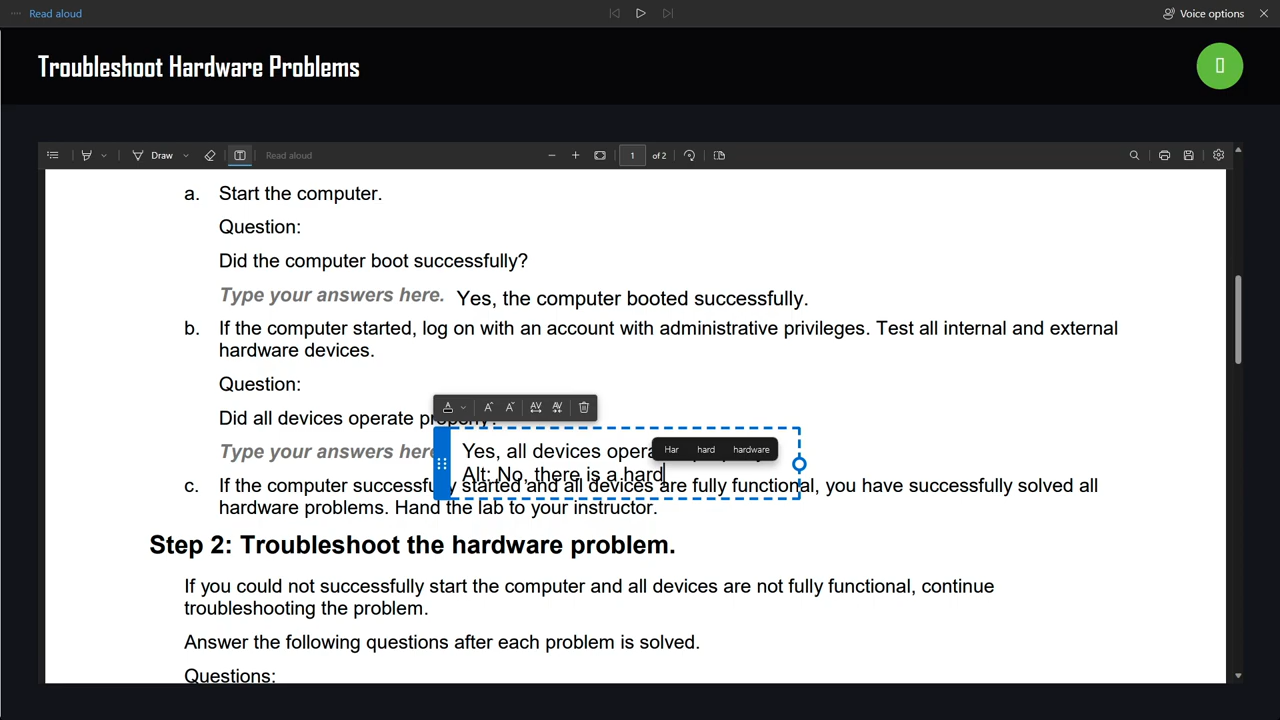 Read aloud
Voice options
Troubleshoot Hardware Problems
Draw
Read aloud
1 of 2
a. Start the computer.
Question:
Did the computer boot successfully?
Type your answers here. Yes, the computer booted successfully.
b. If the computer started, log on with an account with administrative privileges. Test all internal and external
hardware devices.
Question:
Did all devices operate properly?
Type your answers here
Yes, all devices opera
Har hard hardware
Alt: No, there is a hard
c. If the computer successfully started and all devices are fully functional, you have successfully solved all
hardware problems. Hand the lab to your instructor.
Step 2: Troubleshoot the hardware problem.
If you could not successfully start the computer and all devices are not fully functional, continue
troubleshooting the problem.
Answer the following questions after each problem is solved.
Questions: